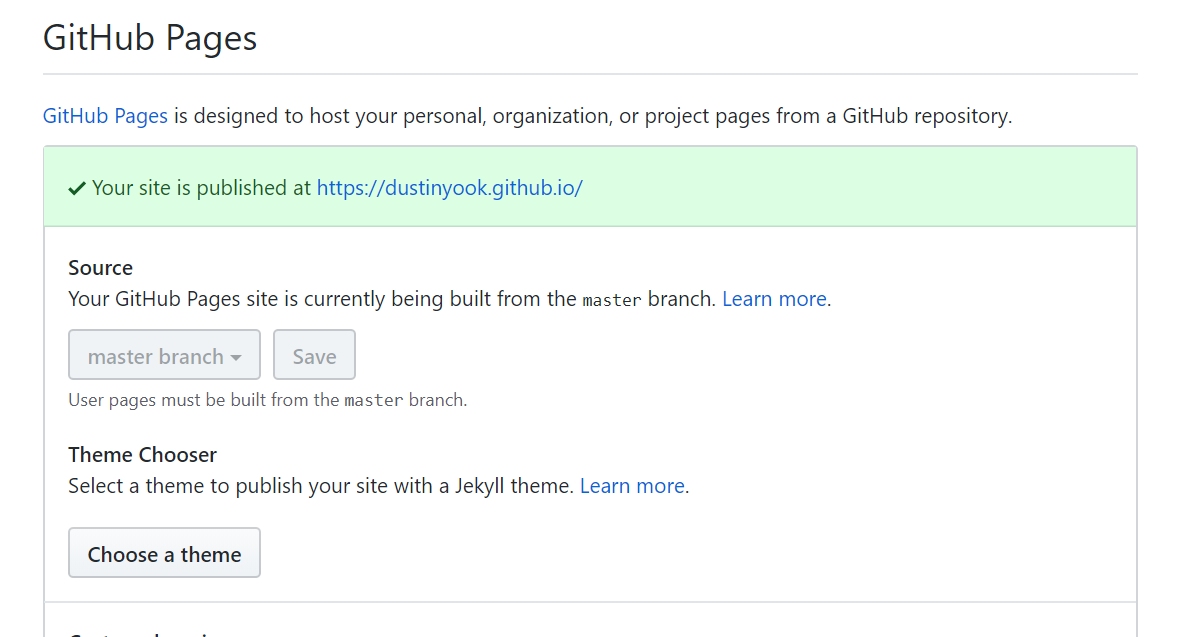 GitHub Pages
GitHub Pages is designed to host your personal, organization, or project pages from a GitHub repository.
Your site is published at https://dustinyook.github.io/
Source
Your GitHub Pages site is currently being built from the master branch. Learn more.
master branch Save
User pages must be built from the master branch.
Theme Chooser
Select a theme to publish your site with a Jekyll theme. Learn more.
Choose a theme